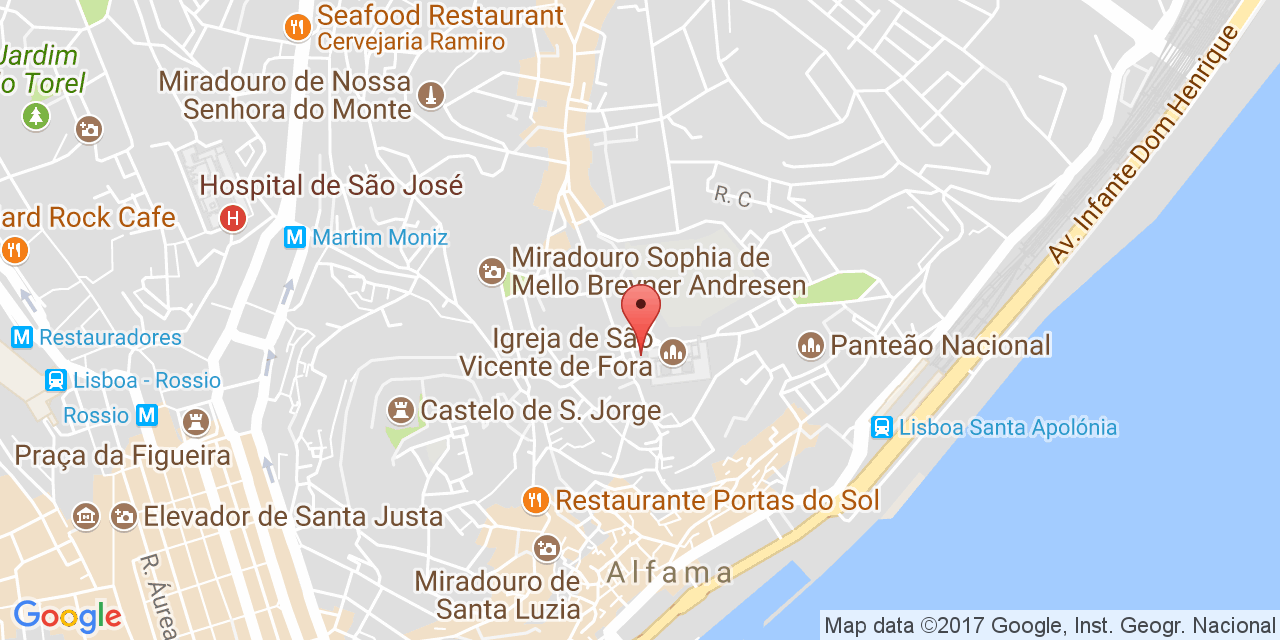 Seafood Restaurant
Cervejaria Ramiro
Jardim
do Torel
Miradouro de Nossa
Senhora do Monte
Av. Infante Dom Henrique
Hospital de São José
H
R. C
ard Rock Cafe
M Martim Moniz
Miradouro Sophia de
Mello Breyner Andresen
M Restauradores
Igreja de São
Vicente de Fora
Panteão Nacional
Lisboa - Rossio
Rossio M
Castelo de S. Jorge
Lisboa Santa Apolónia
Praça da Figueira
Restaurante Portas do Sol
Elevador de Santa Justa
R. Áurea
Miradouro de
Santa Luzia
Alfama
Google
Map data ©2017 Google, Inst. Geogr. Nacional